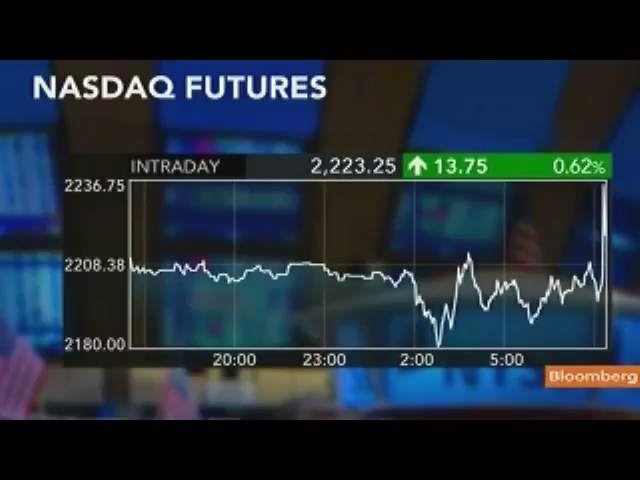 NASDAQ FUTURES
INTRADAY 2,223.25 13.75 0.62%
2236.75
2208.38
2180.00
20:00 23:00 2:00 5:00
Bloomberg